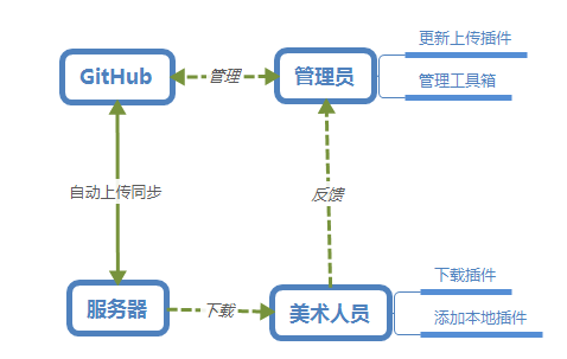 更新上传插件
GitHub
管理
管理员
管理工具箱
自动上传同步
反馈
下载插件
服务器
下载
美术人员
添加本地插件